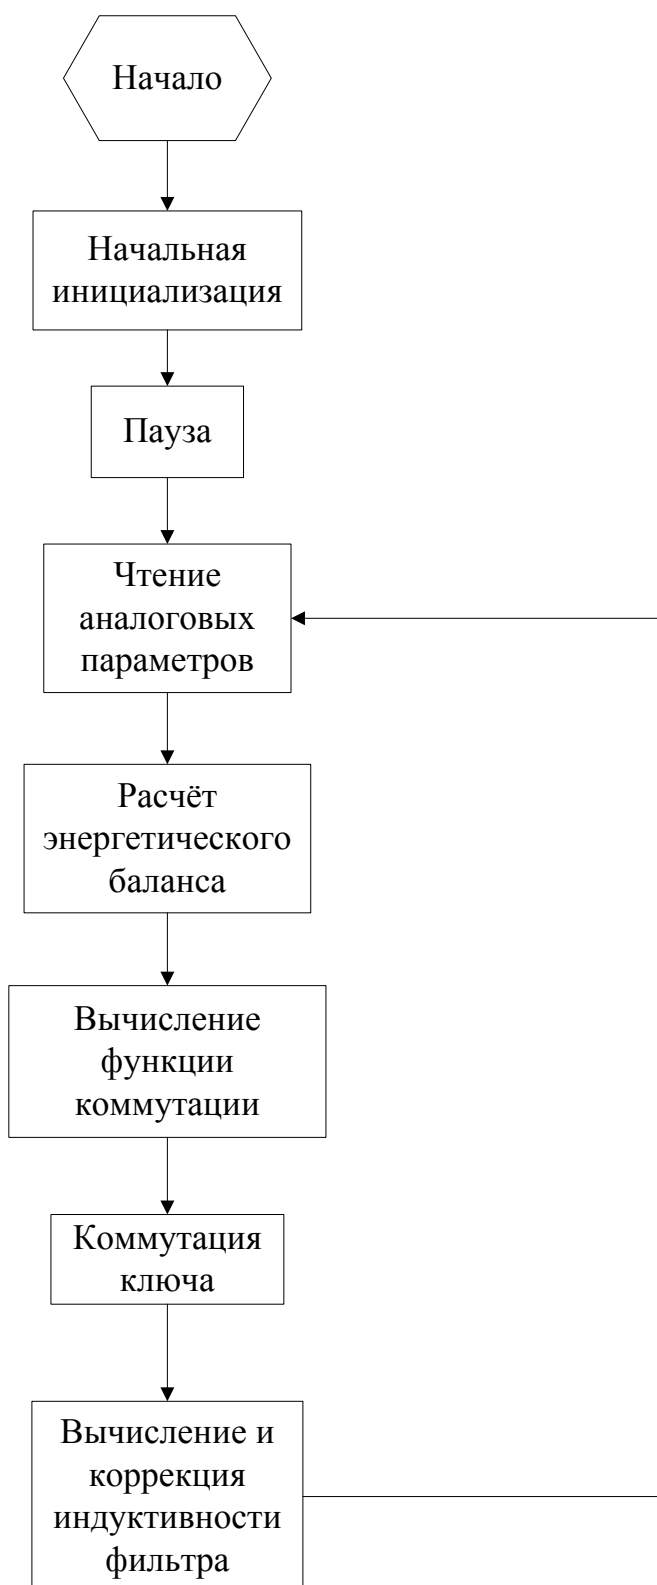 Начало
Начальная
инициализация
Пауза
Чтение
аналоговых
параметров
Расчёт
энергетического
баланса
Вычисление
функции
коммутации
Коммутация
ключа
Вычисление и
коррекция
индуктивности
фильтра